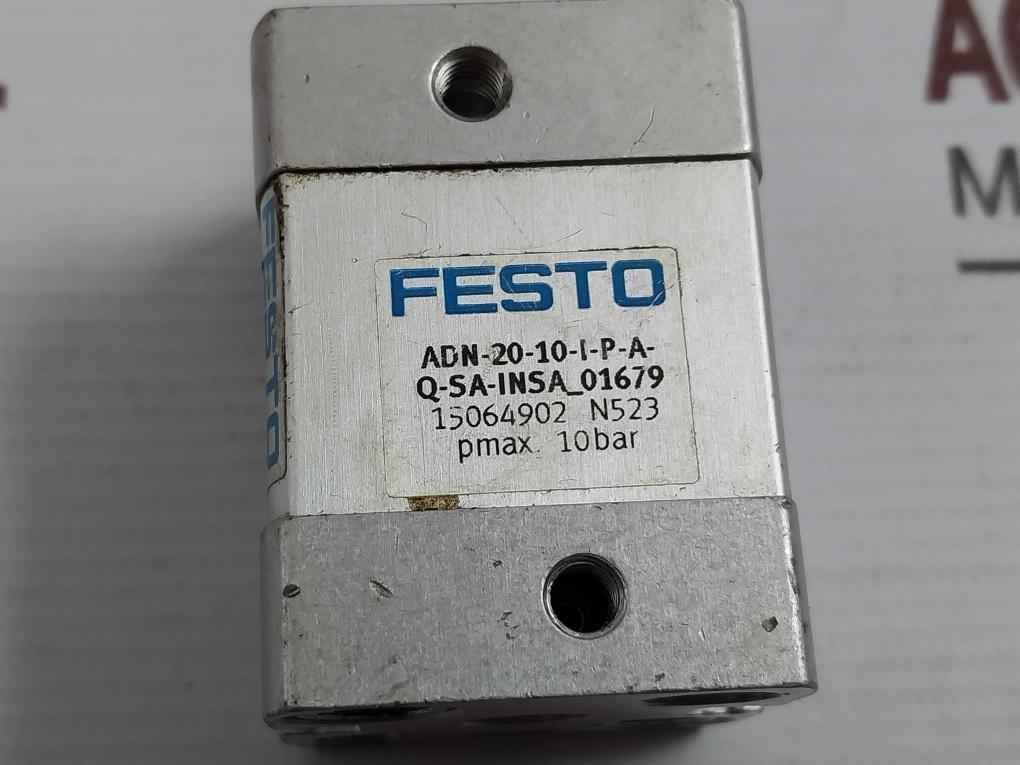 FESTO
ADN-20-10-I-P-A-
Q-SA-INSA_01679
15064902 N523
pmax. 10bar
FESTO